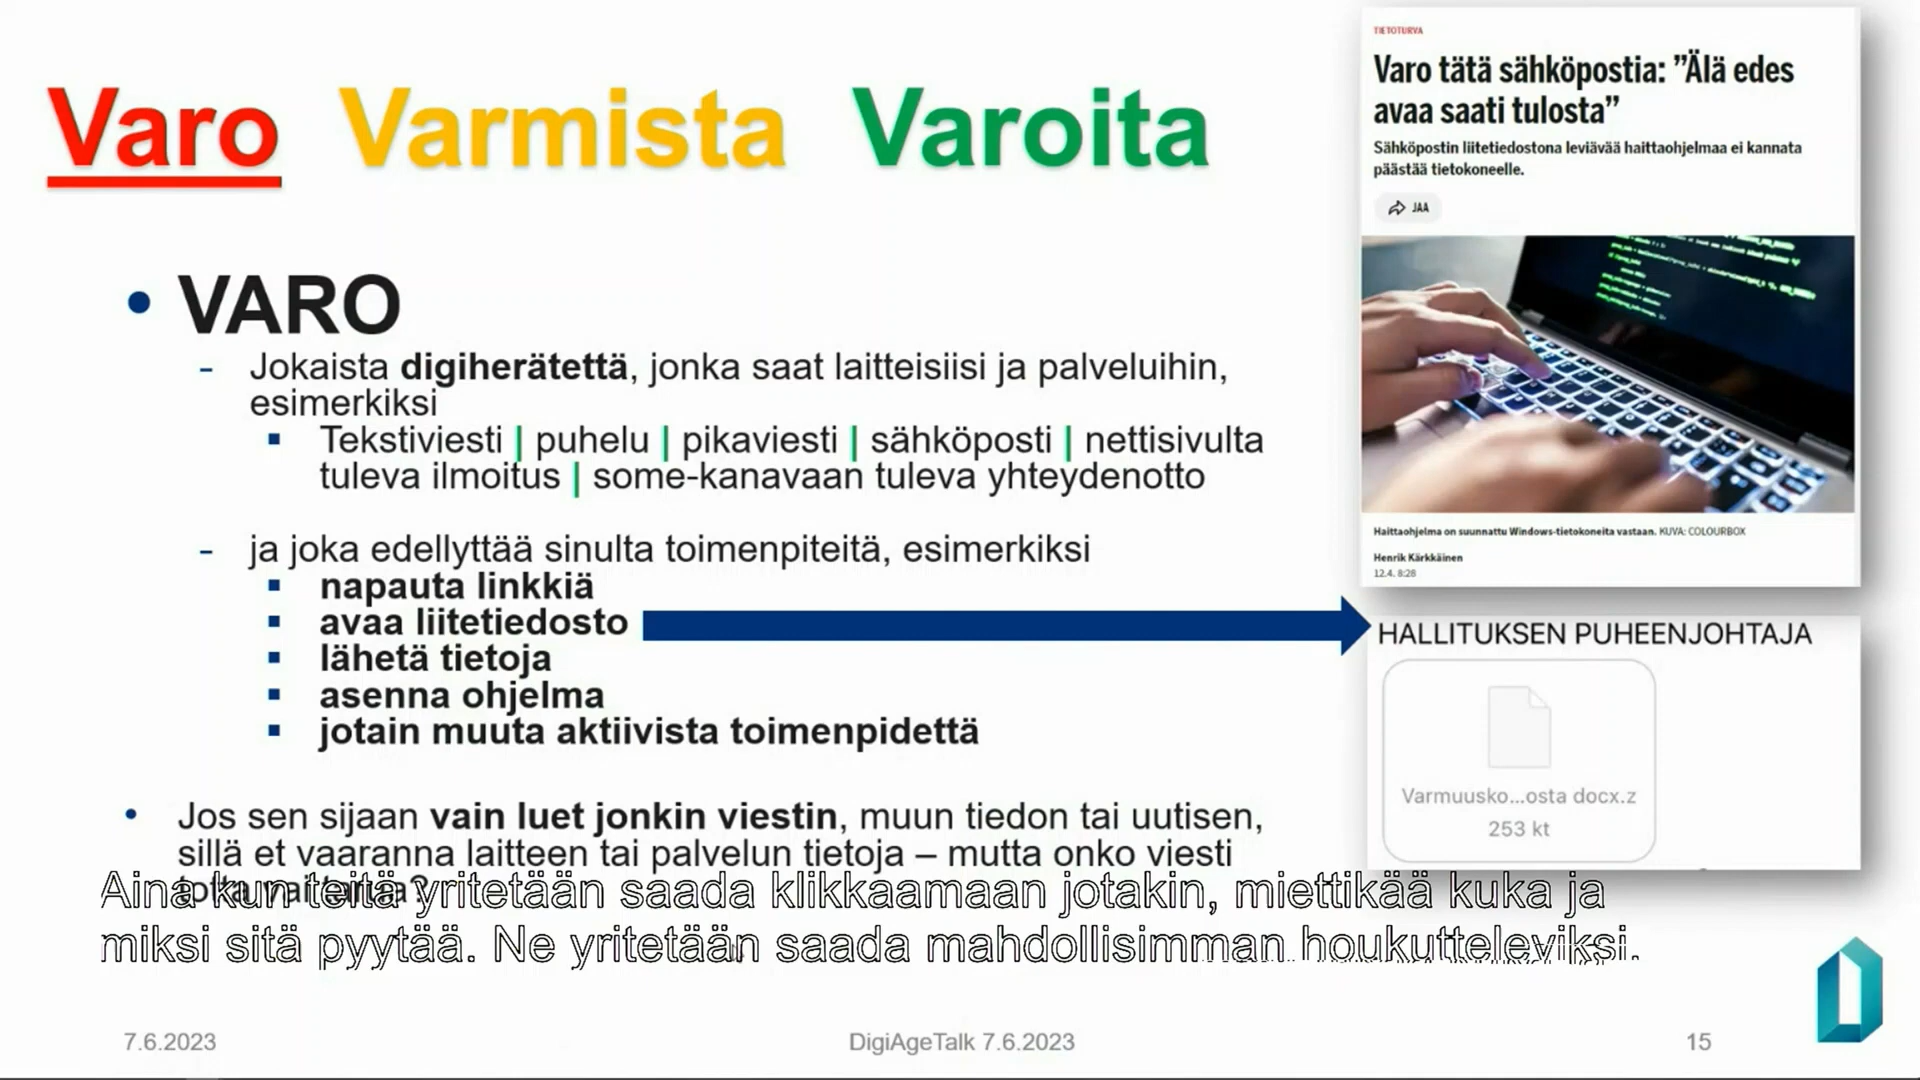 Varo Varmista Varoita
• VARO
- Jokaista digiherätettä, jonka saat laitteisiisi ja palveluihin,
esimerkiksi
▪ Tekstiviesti | puhelu | pikaviesti | sähköposti | nettisivulta
tuleva ilmoitus | some-kanavaan tuleva yhteydenotto
- ja joka edellyttää sinulta toimenpiteitä, esimerkiksi
▪ napauta linkkiä
▪ avaa liitetiedosto
▪ lähetä tietoja
▪ asenna ohjelma
▪ jotain muuta aktiivista toimenpidettä
• Jos sen sijaan vain luet jonkin viestin, muun tiedon tai uutisen,
sillä et vaaranna laitteen tai palvelun tietoja – mutta onko viesti
TIETOTURVA
Varo tätä sähköpostia: ”Älä edes
avaa saati tulosta”
Sähköpostin liitetiedostona leviävää haittaohjelmaa ei kannata
päästää tietokoneelle.
JAA
Haittaohjelma on suunnattu Windows-tietokoneita vastaan. KUVA: COLOURBOX
Henrik Kärkkäinen
12.4. 8:28
HALLITUKSEN PUHEENJOHTAJA
Varmuusko...osta docx.z
253 kt
Aina kun teitä yritetään saada klikkaamaan jotakin, miettikää kuka ja
miksi sitä pyytää. Ne yritetään saada mahdollisimman houkutteleviksi.
7.6.2023
DigiAgeTalk 7.6.2023
15